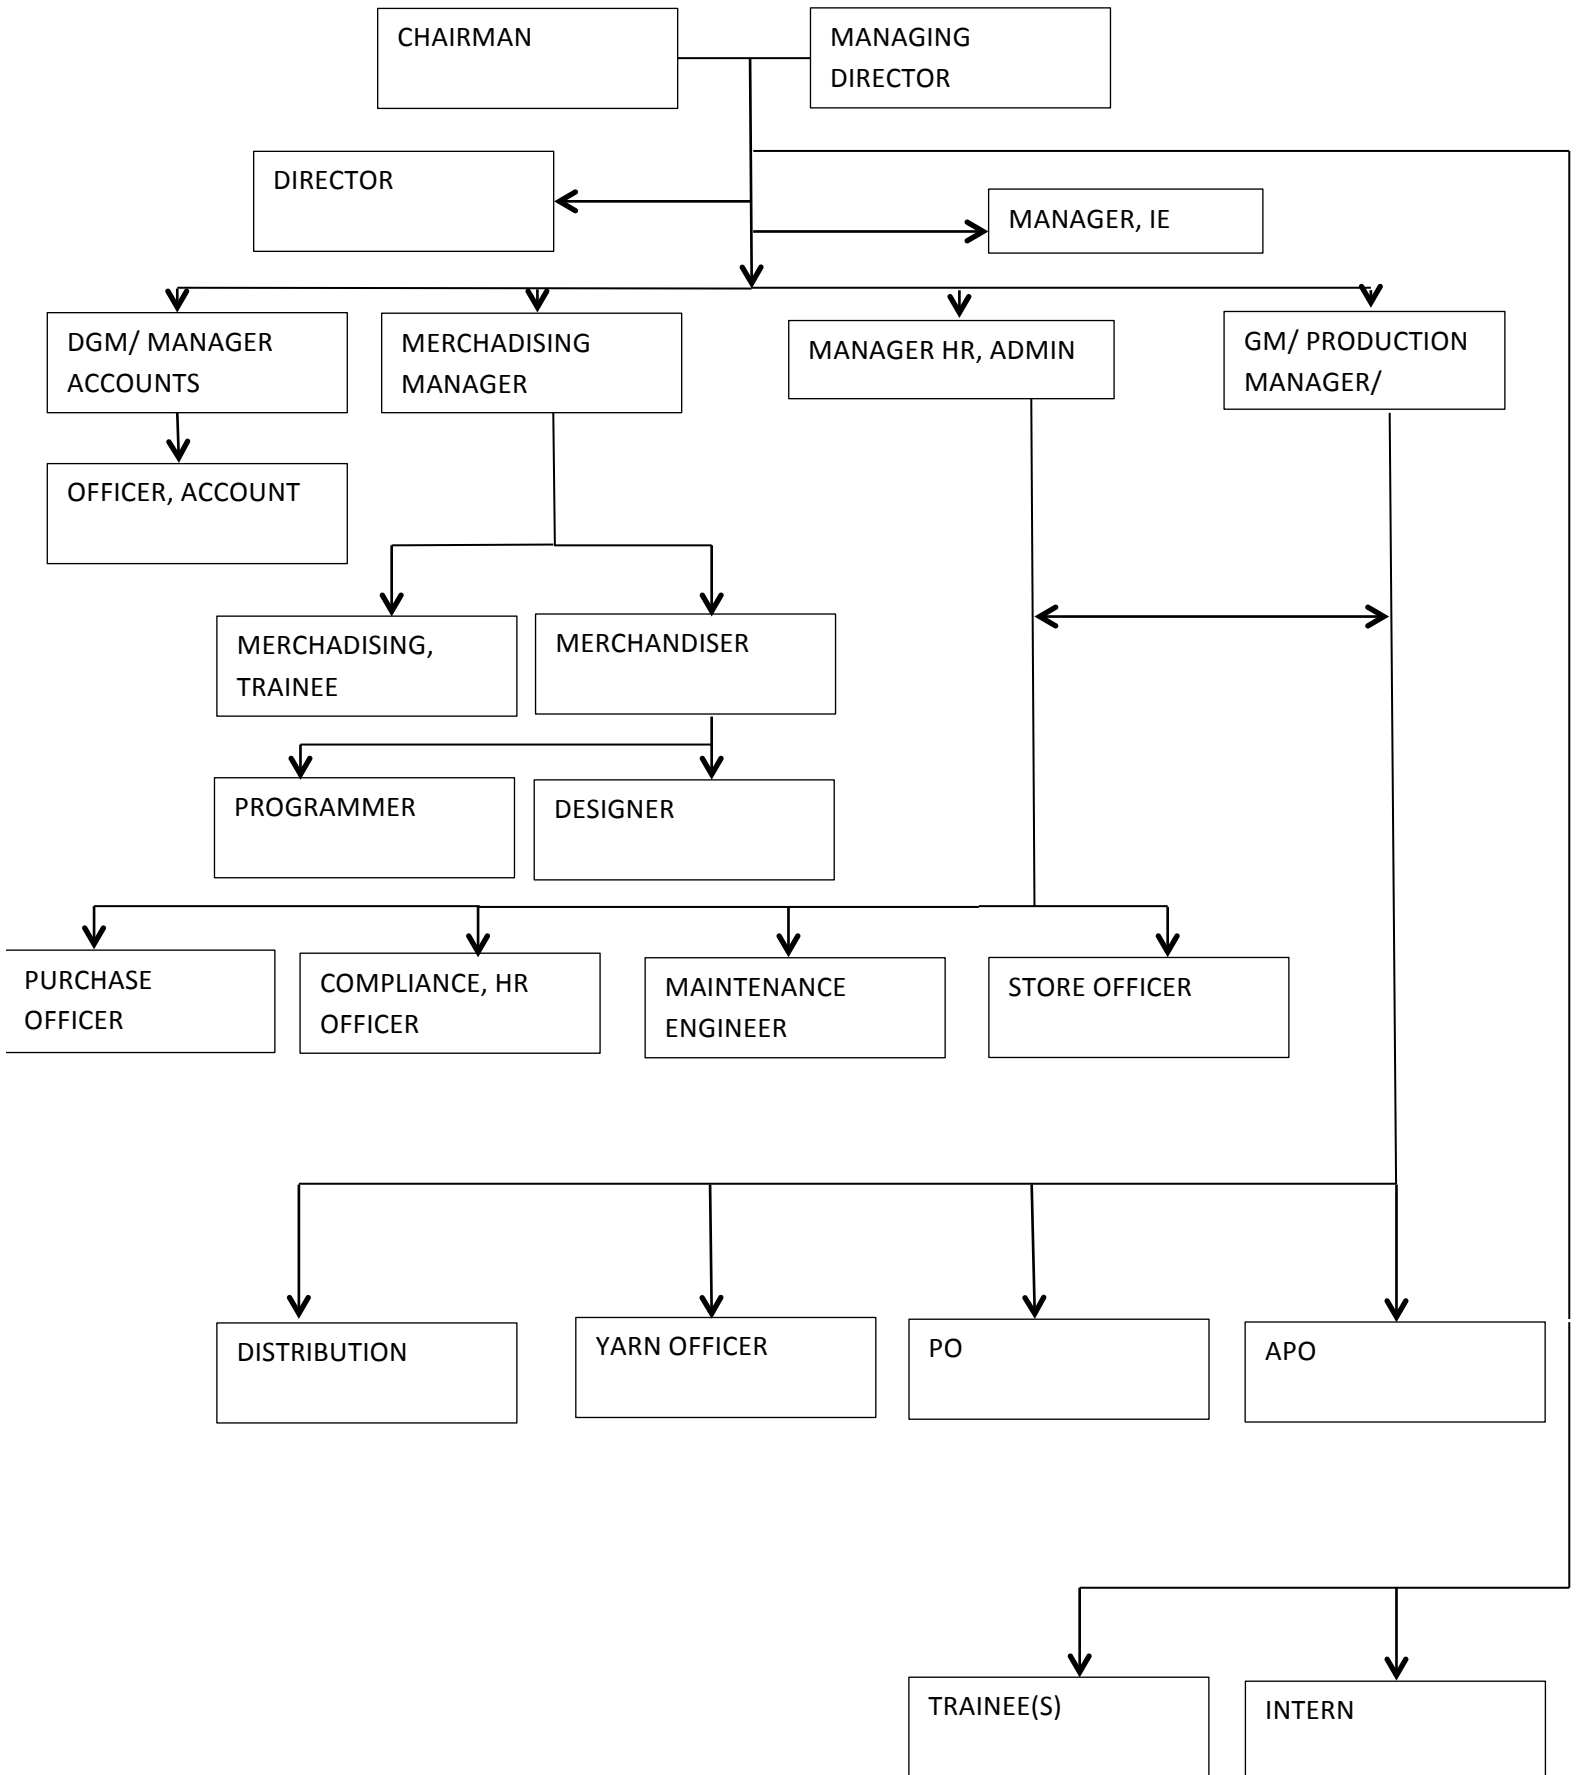 CHAIRMAN
MANAGING
DIRECTOR
DIRECTOR
MANAGER, IE
DGM/ MANAGER
ACCOUNTS
MERCHADISING
MANAGER
MANAGER HR, ADMIN
GM/ PRODUCTION
MANAGER/
OFFICER, ACCOUNT
MERCHADISING,
TRAINEE
MERCHANDISER
PROGRAMMER
DESIGNER
PURCHASE
OFFICER
COMPLIANCE, HR
OFFICER
MAINTENANCE
ENGINEER
STORE OFFICER
DISTRIBUTION
YARN OFFICER
PO
APO
TRAINEE(S)
INTERN